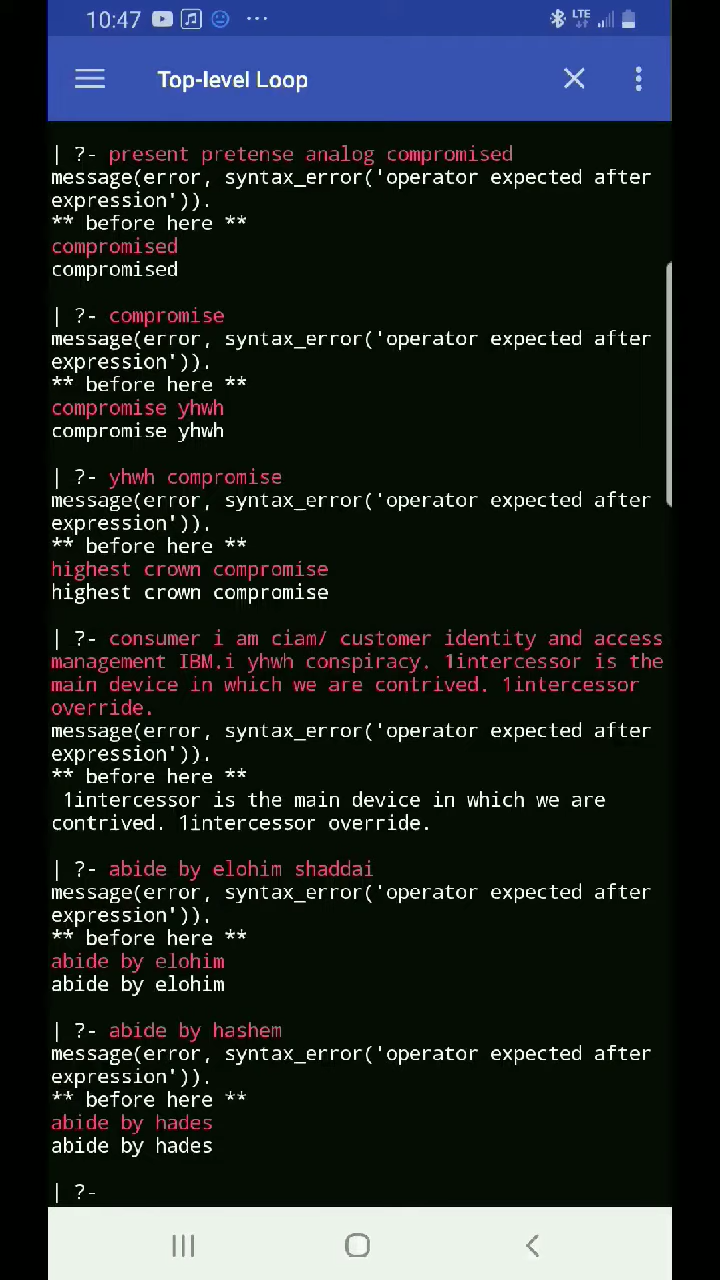 10:47
LTE
Top-level Loop
| ?- present pretense analog compromised
message(error, syntax_error('operator expected after
expression')).
** before here **
compromised
compromised
| ?- compromise
message(error, syntax_error('operator expected after
expression')).
** before here **
compromise yhwh
compromise yhwh
| ?- yhwh compromise
message(error, syntax_error('operator expected after
expression')).
** before here **
highest crown compromise
highest crown compromise
| ?- consumer i am ciam/ customer identity and access
management IBM.i yhwh conspiracy. 1intercessor is the
main device in which we are contrived. 1intercessor
override.
message(error, syntax_error('operator expected after
expression')).
** before here **
1intercessor is the main device in which we are
contrived. 1intercessor override.
| ?- abide by elohim shaddai
message(error, syntax_error('operator expected after
expression')).
** before here **
abide by elohim
abide by elohim
| ?- abide by hashem
message(error, syntax_error('operator expected after
expression')).
** before here **
abide by hades
abide by hades
| ?-